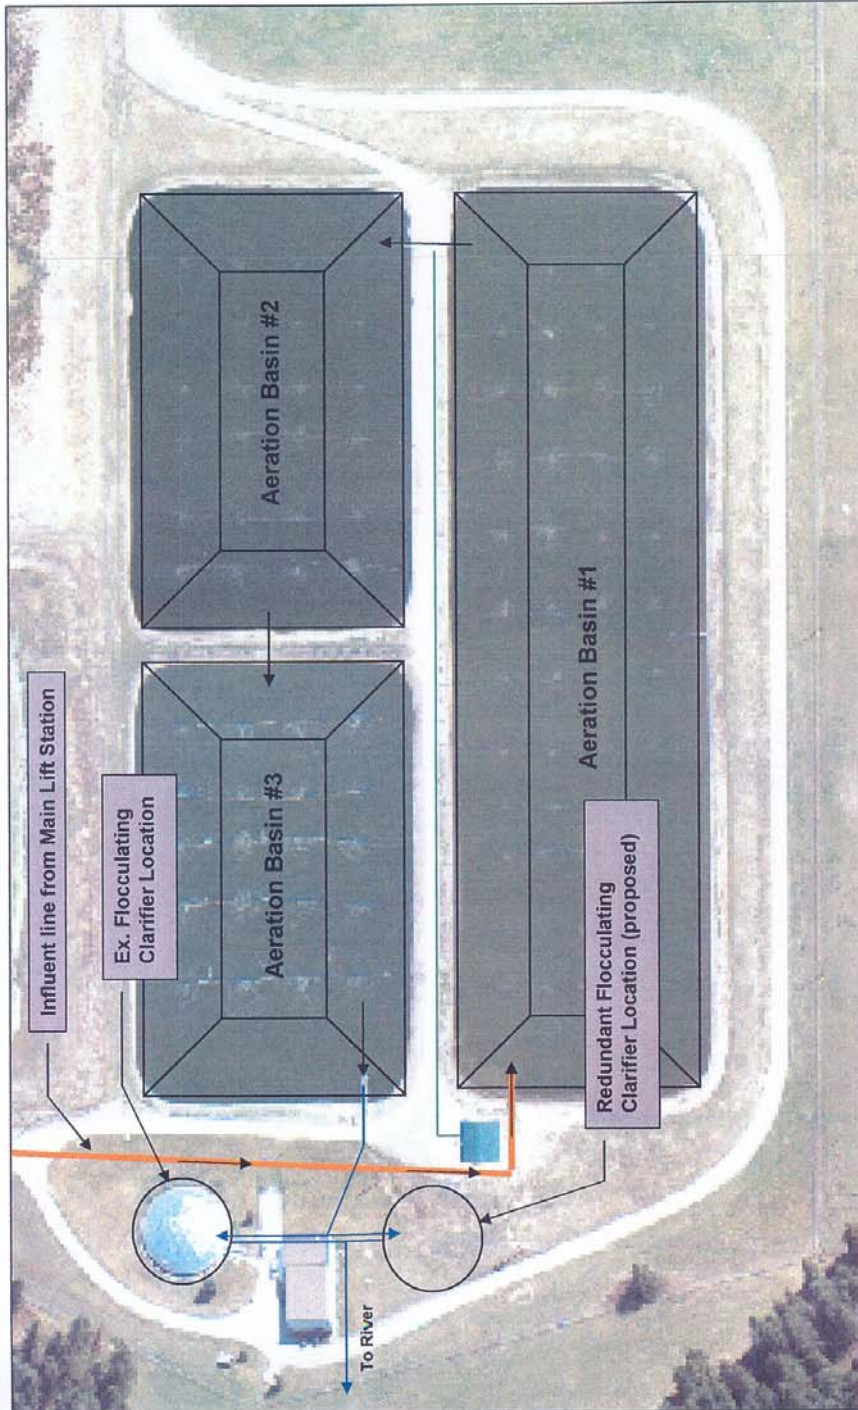 Influent line from Main Lift Station
Ex. Flocculating
Clarifier Location
Aeration Basin #3
Aeration Basin #2
To River
Redundant Flocculating
Clarifier Location (proposed)
Aeration Basin #1